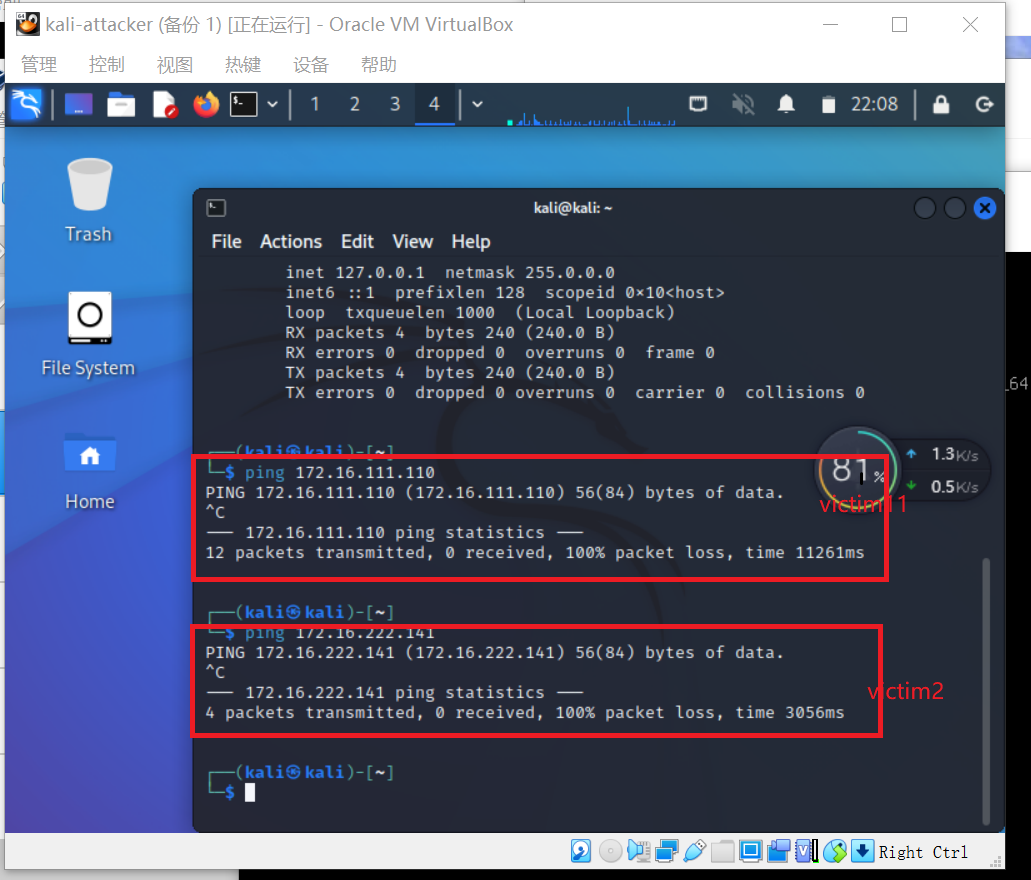 kali-attacker (备份 1) [正在运行] - Oracle VM VirtualBox
管理 控制 视图 热键 设备 帮助
1 2 3 4 22:08
Trash
File System
Home
kali@kali: ~
File Actions Edit View Help
inet 127.0.0.1 netmask 255.0.0.0
inet6 ::1 prefixlen 128 scopeid 0×10<host>
loop txqueuelen 1000 (Local Loopback)
RX packets 4 bytes 240 (240.0 B)
RX errors 0 dropped 0 overruns 0 frame 0
TX packets 4 bytes 240 (240.0 B)
TX errors 0 dropped 0 overruns 0 carrier 0 collisions 0
┌──(kali㉿kali)-[~]
└─$ ping 172.16.111.110
PING 172.16.111.110 (172.16.111.110) 56(84) bytes of data.
^C
— 172.16.111.110 ping statistics —
12 packets transmitted, 0 received, 100% packet loss, time 11261ms
81%
1.3K/s
0.5K/s
victim11
┌──(kali㉿kali)-[~]
└─$ ping 172.16.222.141
PING 172.16.222.141 (172.16.222.141) 56(84) bytes of data.
^C
— 172.16.222.141 ping statistics —
4 packets transmitted, 0 received, 100% packet loss, time 3056ms
victim2
┌──(kali㉿kali)-[~]
└─$
Right Ctrl
_64